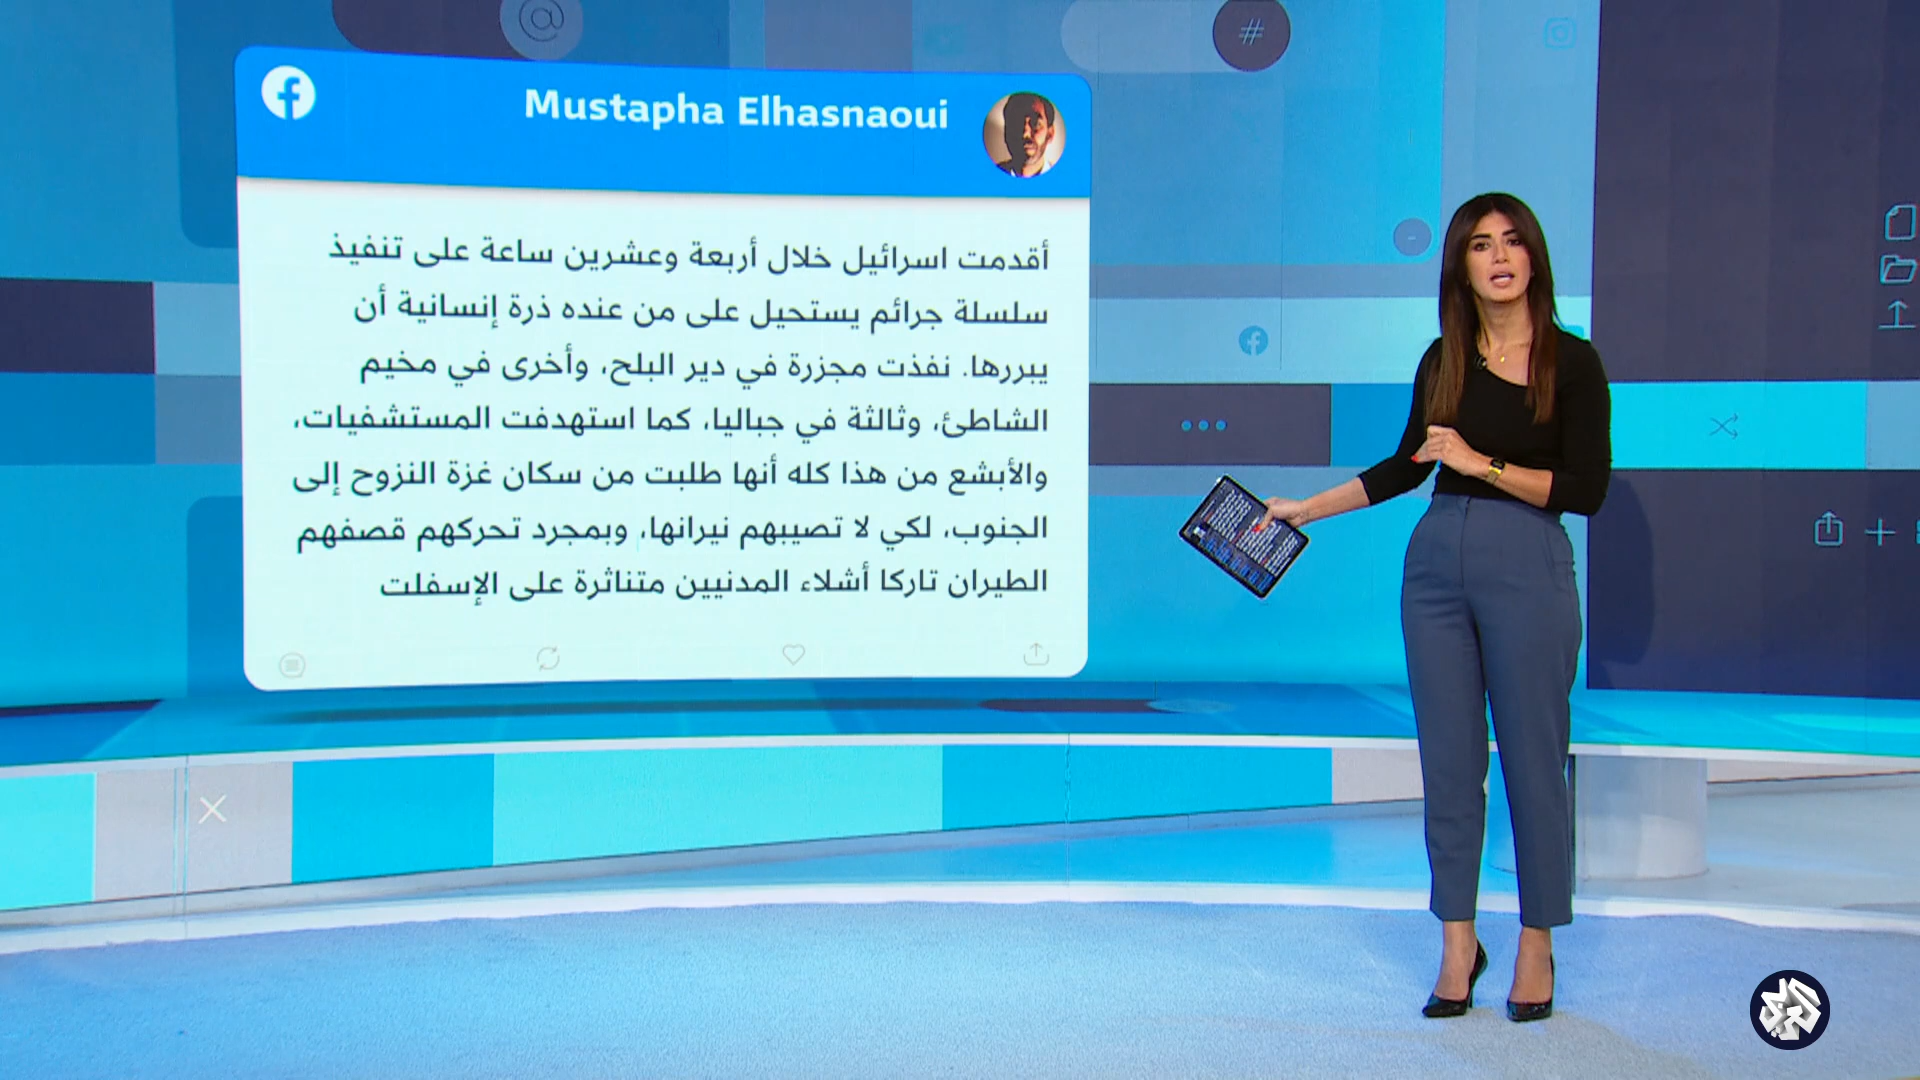 Mustapha Elhasnaoui
أقدمت اسرائيل خلال أربعة وعشرين ساعة على تنفيذ
سلسلة جرائم يستحيل على من عنده ذرة إنسانية أن
يبررها. نفذت مجزرة في دير البلح، وأخرى في مخيم
الشاطئ، وثالثة في جباليا، كما استهدفت المستشفيات،
والأبشع من هذا كله أنها طلبت من سكان غزة النزوح إلى
الجنوب، لكي لا تصيبهم نيرانها، وبمجرد تحركهم قصفهم
الطيران تاركا أشلاء المدنيين متناثرة على الإسفلت